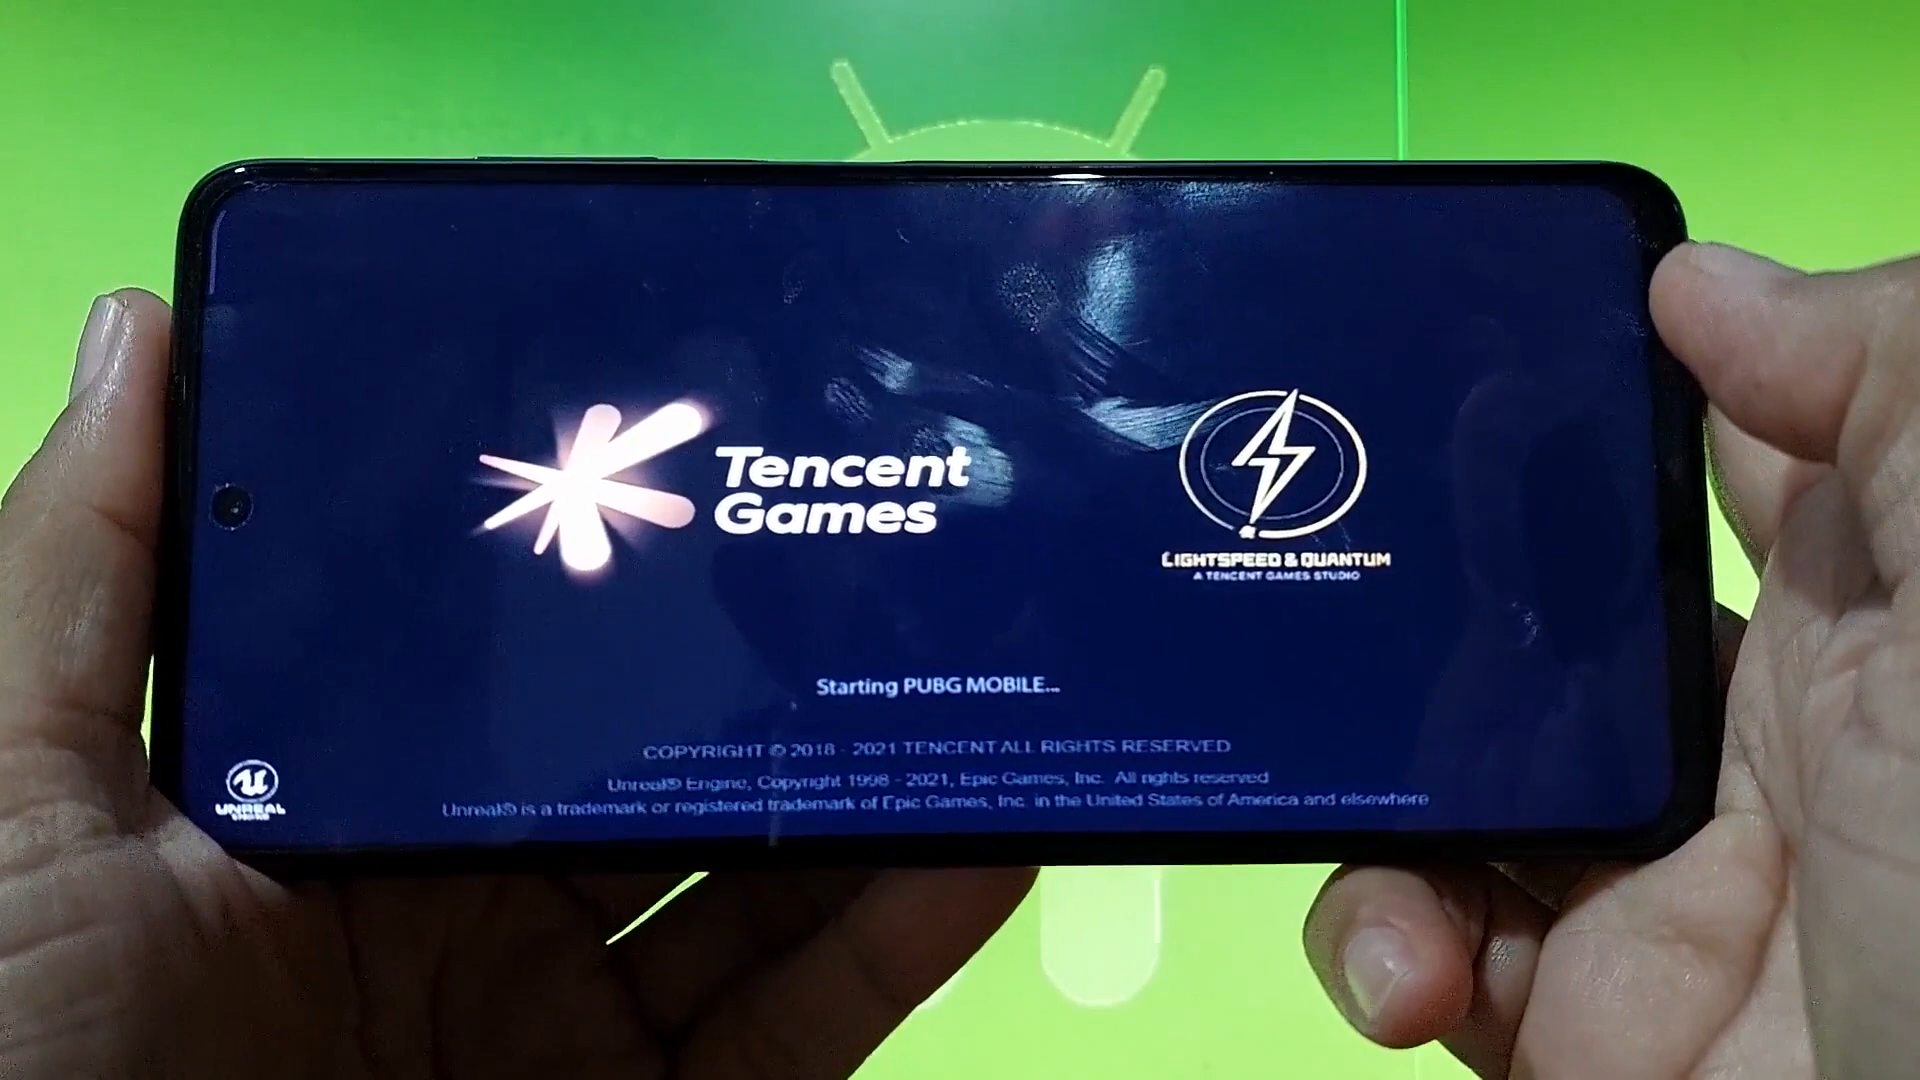 Tencent
Games
LIGHTSPEED & QUANTUM
A TENCENT GAMES STUDIO
Starting PUBG MOBILE...
COPYRIGHT © 2018 - 2021 TENCENT ALL RIGHTS RESERVED
Unreal® Engine, Copyright 1998 - 2021, Epic Games, Inc. All rights reserved
Unreal® is a trademark or registered trademark of Epic Games, Inc. in the United States of America and elsewhere
UNREAL
ENGINE